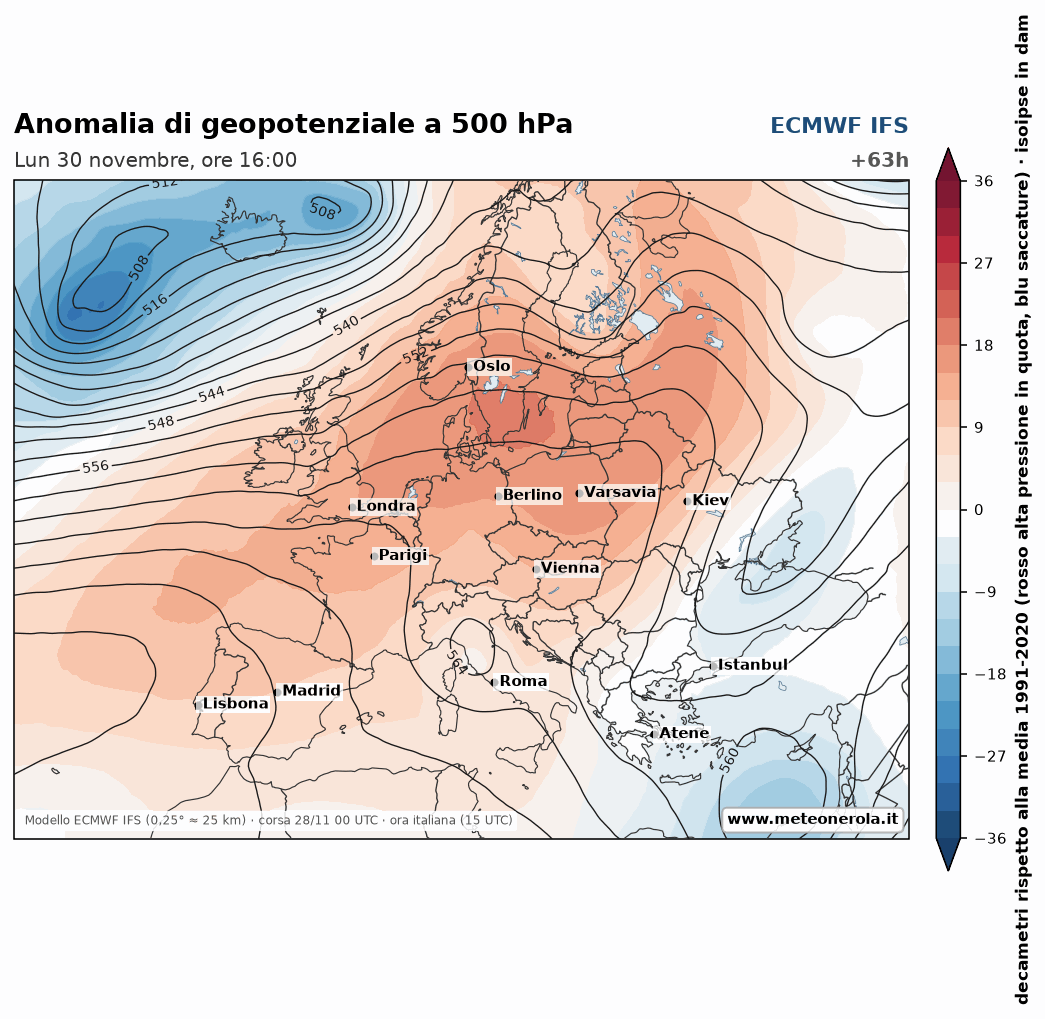 Anomalia di geopotenziale a 500 hPa
ECMWF IFS
Lun 30 novembre, ore 16:00
+63h
512
508
508
516
540
552
544
548
556
Oslo
Londra
Berlino
Varsavia
Kiev
Parigi
Vienna
564
Roma
Istanbul
Madrid
Lisbona
Atene
560
Modello ECMWF IFS (0,25° ≈ 25 km) · corsa 28/11 00 UTC · ora italiana (15 UTC)
www.meteonerola.it
36
27
18
9
0
−9
−18
−27
−36
decametri rispetto alla media 1991-2020 (rosso alta pressione in quota, blu saccature) · isoipse in dam